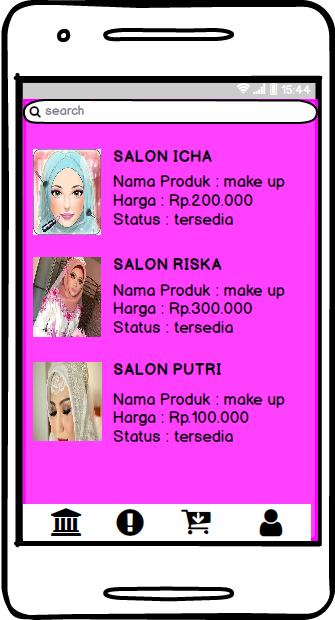 15:44
search
SALON ICHA
Nama Produk : make up
Harga : Rp.200.000
Status : tersedia
SALON RISKA
Nama Produk : make up
Harga : Rp.300.000
Status : tersedia
SALON PUTRI
Nama Produk : make up
Harga : Rp.100.000
Status : tersedia